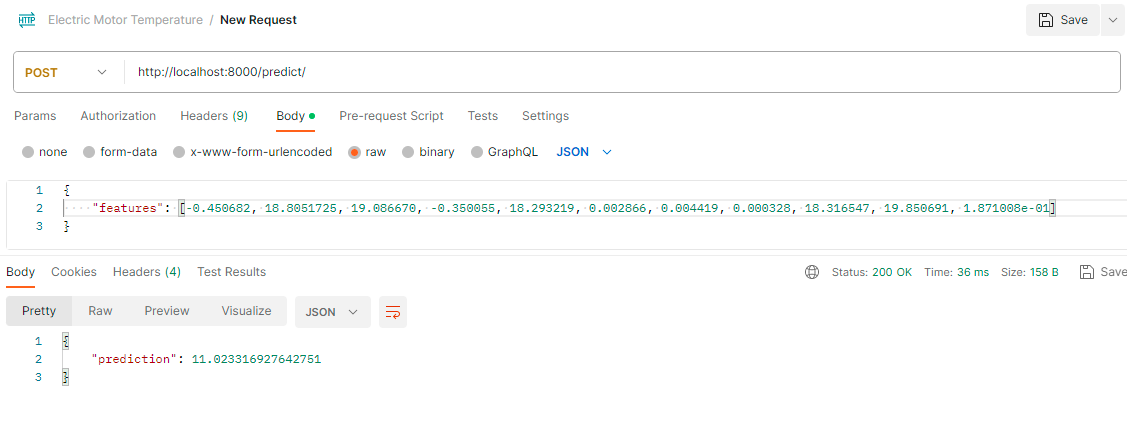 HTTP Electric Motor Temperature / New Request Save
POST http://localhost:8000/predict/
Params Authorization Headers (9) Body Pre-request Script Tests Settings
none form-data x-www-form-urlencoded raw binary GraphQL JSON
1 {
2 "features": [-0.450682, 18.8051725, 19.086670, -0.350055, 18.293219, 0.002866, 0.004419, 0.000328, 18.316547, 19.850691, 1.871008e-01]
3 }
Body Cookies Headers (4) Test Results Status: 200 OK Time: 36 ms Size: 158 B Save
Pretty Raw Preview Visualize JSON
1 {
2 "prediction": 11.023316927642751
3 }